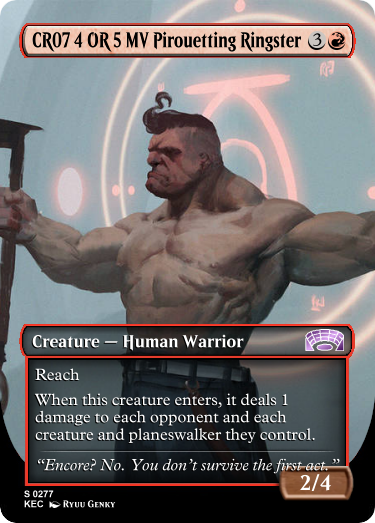 CR07 4 OR 5 MV Pirouetting Ringster 3
Creature — Human Warrior
Reach
When this creature enters, it deals 1
damage to each opponent and each
creature and planeswalker they control.
“Encore? No. You don’t survive the first act.”
2/4
S 0277
KEC Ryuu Genky